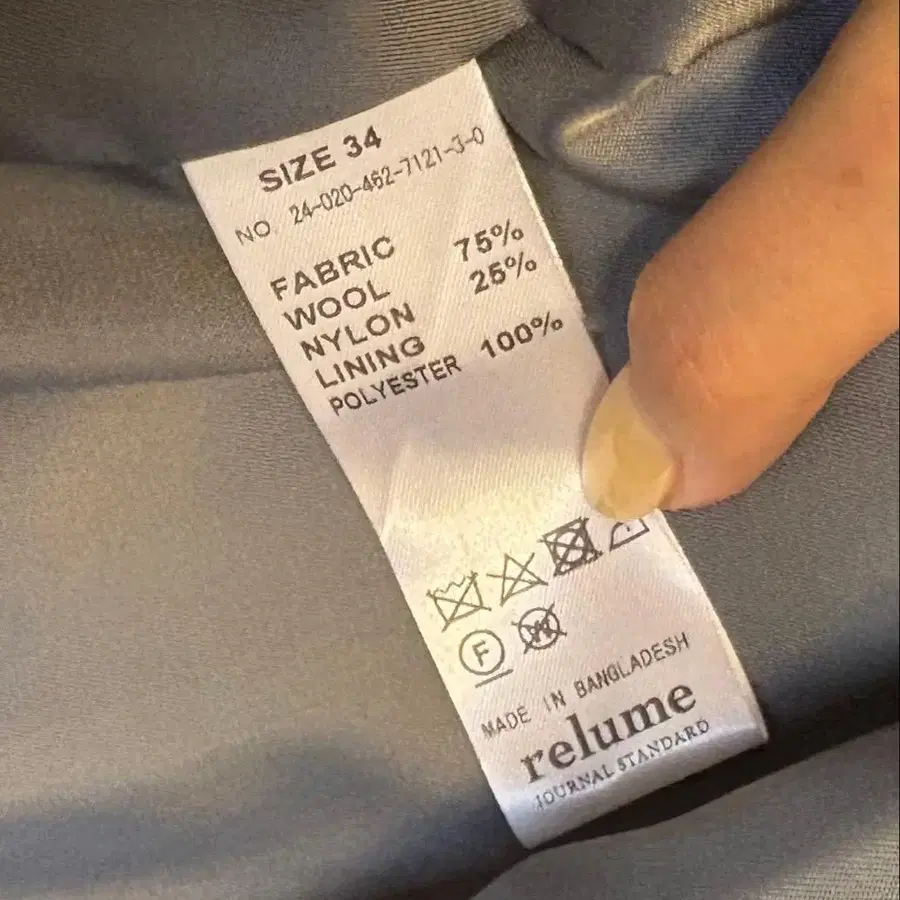 SIZE 34
NO 24-020-462-7121-3-0
FABRIC
WOOL 75%
NYLON 25%
LINING
POLYESTER 100%
F
W
MADE IN BANGLADESH
relume
JOURNAL STANDARD